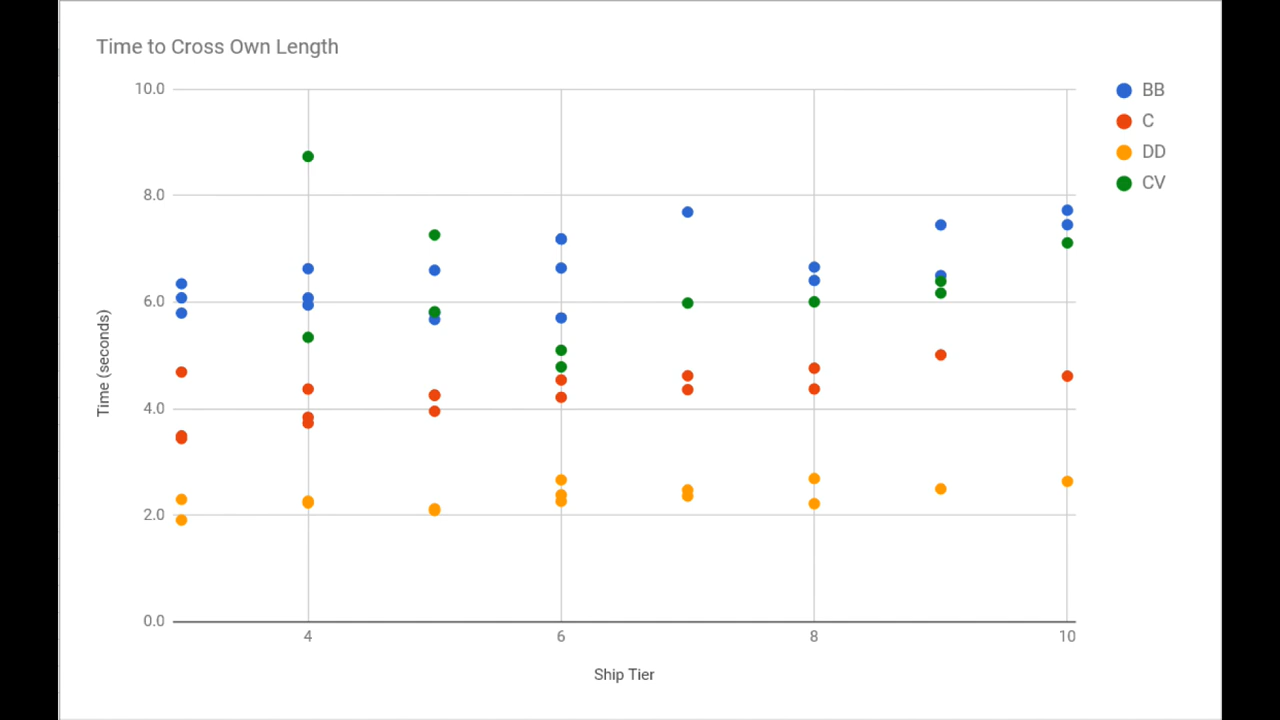 Time to Cross Own Length
10.0
8.0
6.0
4.0
2.0
0.0
Time (seconds)
4 6 8 10
Ship Tier
BB
C
DD
CV